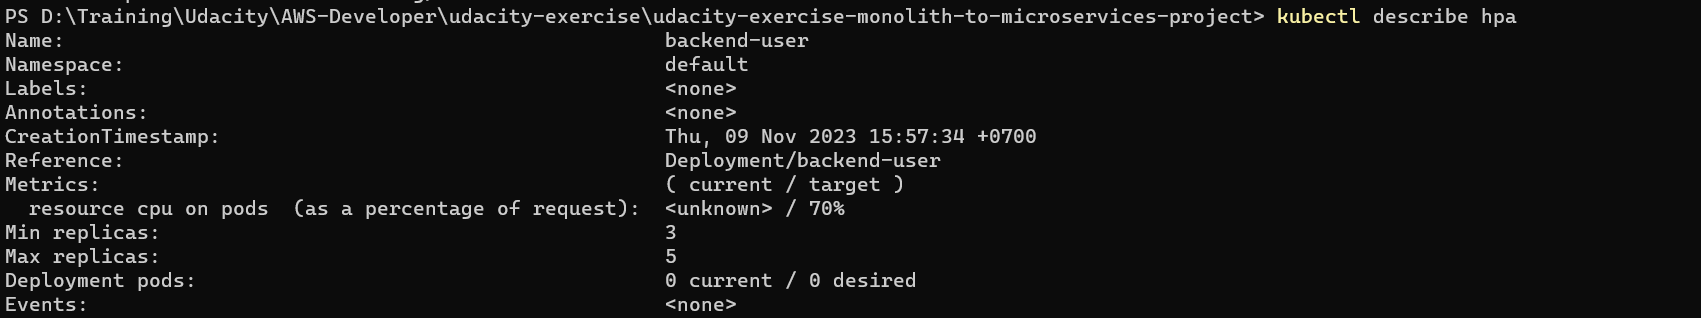 PS D:\Training\Udacity\AWS-Developer\udacity-exercise\udacity-exercise-monolith-to-microservices-project> kubectl describe hpa
Name: backend-user
Namespace: default
Labels: <none>
Annotations: <none>
CreationTimestamp: Thu, 09 Nov 2023 15:57:34 +0700
Reference: Deployment/backend-user
Metrics: ( current / target )
  resource cpu on pods  (as a percentage of request): <unknown> / 70%
Min replicas: 3
Max replicas: 5
Deployment pods: 0 current / 0 desired
Events: <none>